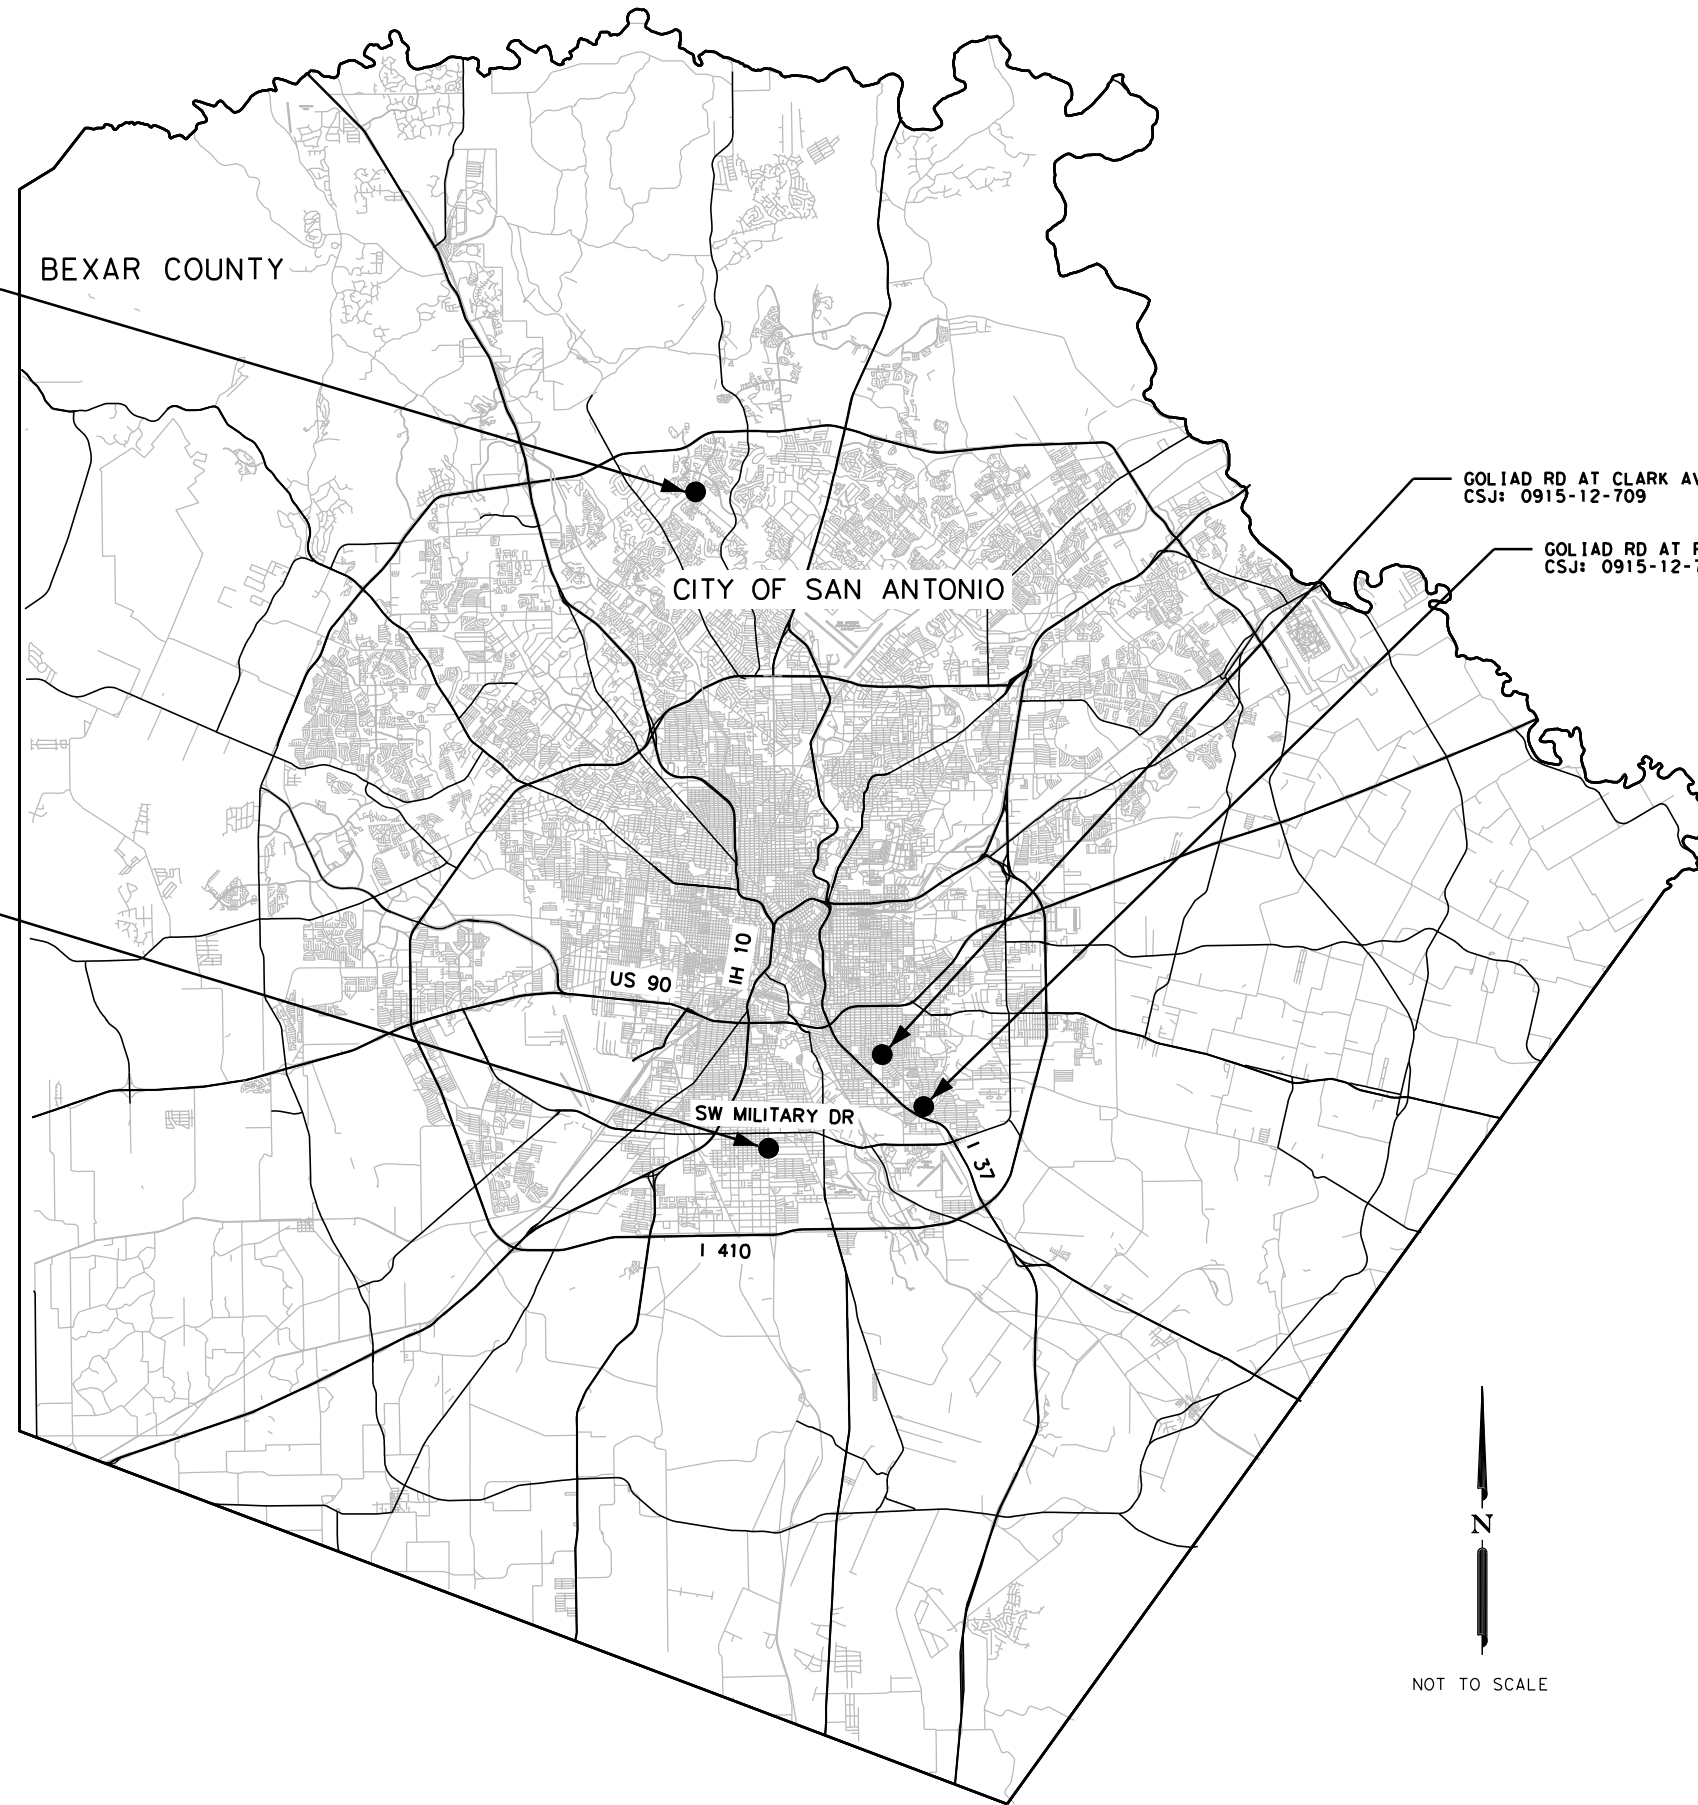 BEXAR COUNTY
GOLIAD RD AT CLARK AV
CSJ: 0915-12-709
GOLIAD RD AT
CSJ: 0915-12-7
CITY OF SAN ANTONIO
IH 10
US 90
SW MILITARY DR
I 37
I 410
N
NOT TO SCALE